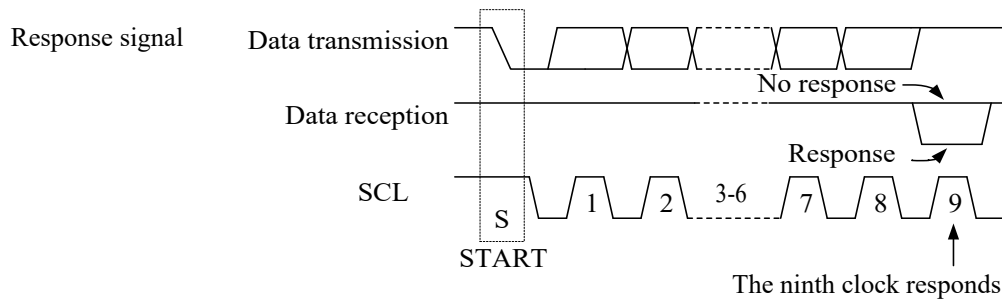 Response signal
Data transmission
No response
Data reception
Response
SCL
S
1
2
3-6
7
8
9
START
The ninth clock responds